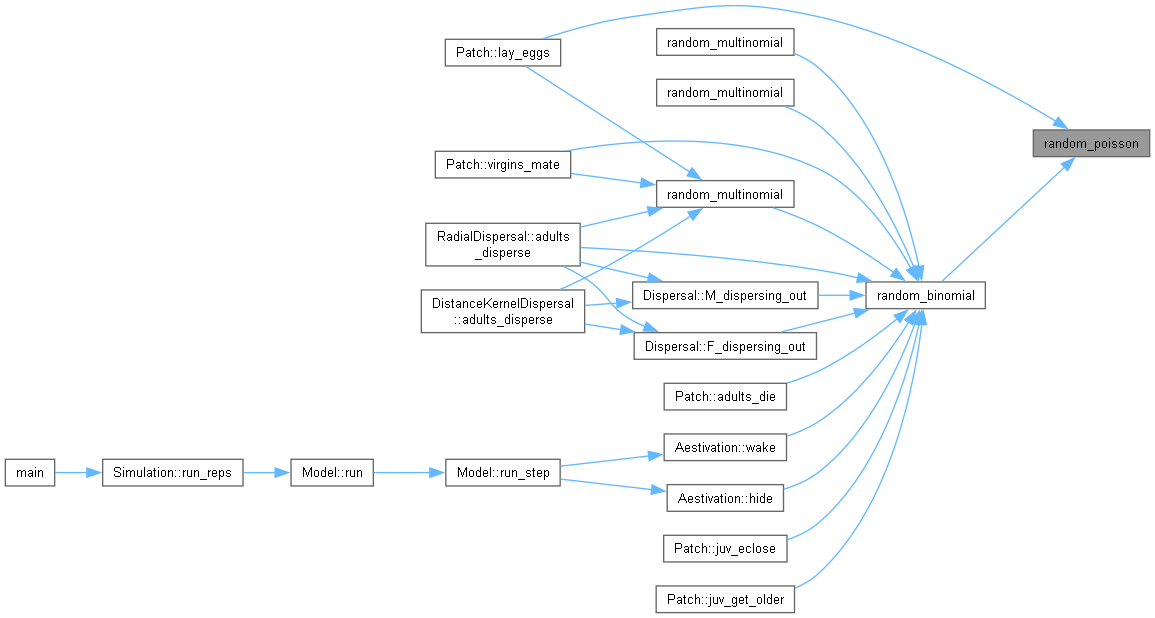 Patch::lay_eggs
random_multinomial
random_multinomial
random_poisson
Patch::virgins_mate
random_multinomial
RadialDispersal::adults
_disperse
DistanceKernelDispersal
::adults_disperse
Dispersal::M_dispersing_out
random_binomial
Dispersal::F_dispersing_out
Patch::adults_die
Aestivation::wake
main
Simulation::run_reps
Model::run
Model::run_step
Aestivation::hide
Patch::juv_eclose
Patch::juv_get_older